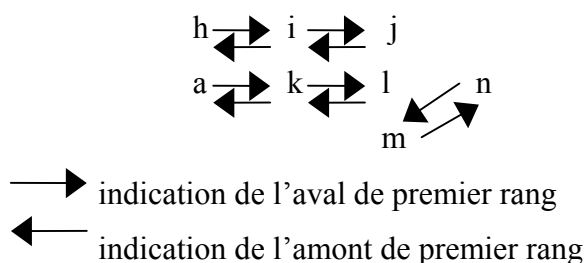 h i j
a k l n
m
indication de l’aval de premier rang
indication de l’amont de premier rang